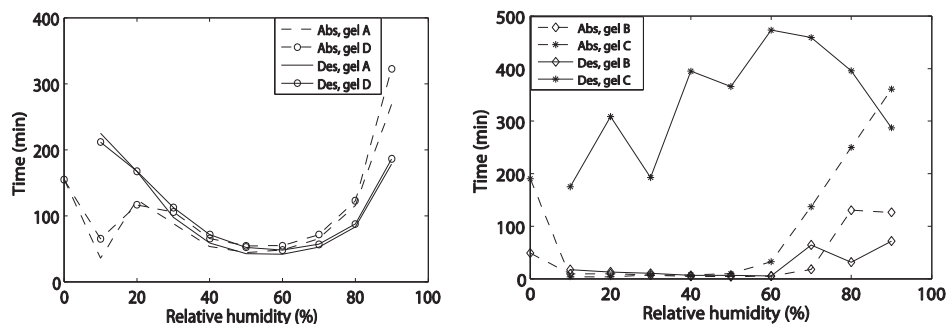 400
300
200
100
0
Time (min)
0 20 40 60 80 100
Relative humidity (%)
Abs, gel A
Abs, gel D
Des, gel A
Des, gel D
500
400
300
200
100
0
Time (min)
0 20 40 60 80 100
Relative humidity (%)
Abs, gel B
Abs, gel C
Des, gel B
Des, gel C